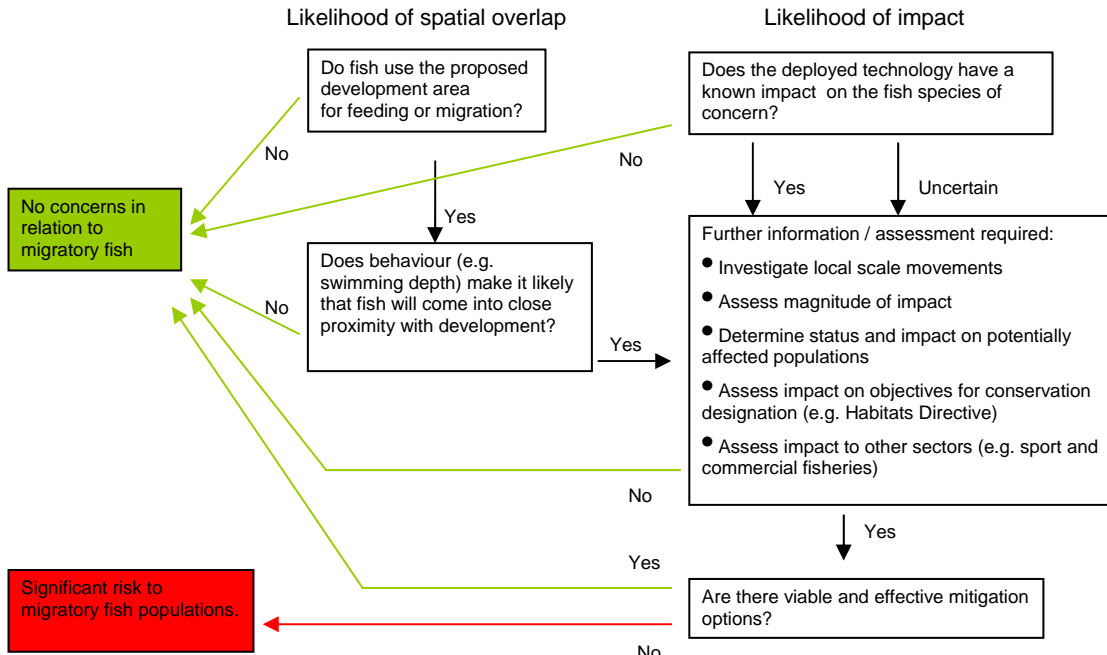 Likelihood of spatial overlap
Likelihood of impact
Do fish use the proposed
development area
for feeding or migration?
Does the deployed technology have a
known impact on the fish species of
concern?
No
No
Yes
Uncertain
No concerns in
relation to
migratory fish
Yes
Does behaviour (e.g.
swimming depth) make it likely
that fish will come into close
proximity with development?
No
Yes
Further information / assessment required:
● Investigate local scale movements
● Assess magnitude of impact
● Determine status and impact on potentially
affected populations
● Assess impact on objectives for conservation
designation (e.g. Habitats Directive)
● Assess impact to other sectors (e.g. sport and
commercial fisheries)
No
Yes
Yes
Significant risk to
migratory fish populations.
Are there viable and effective mitigation
options?
No